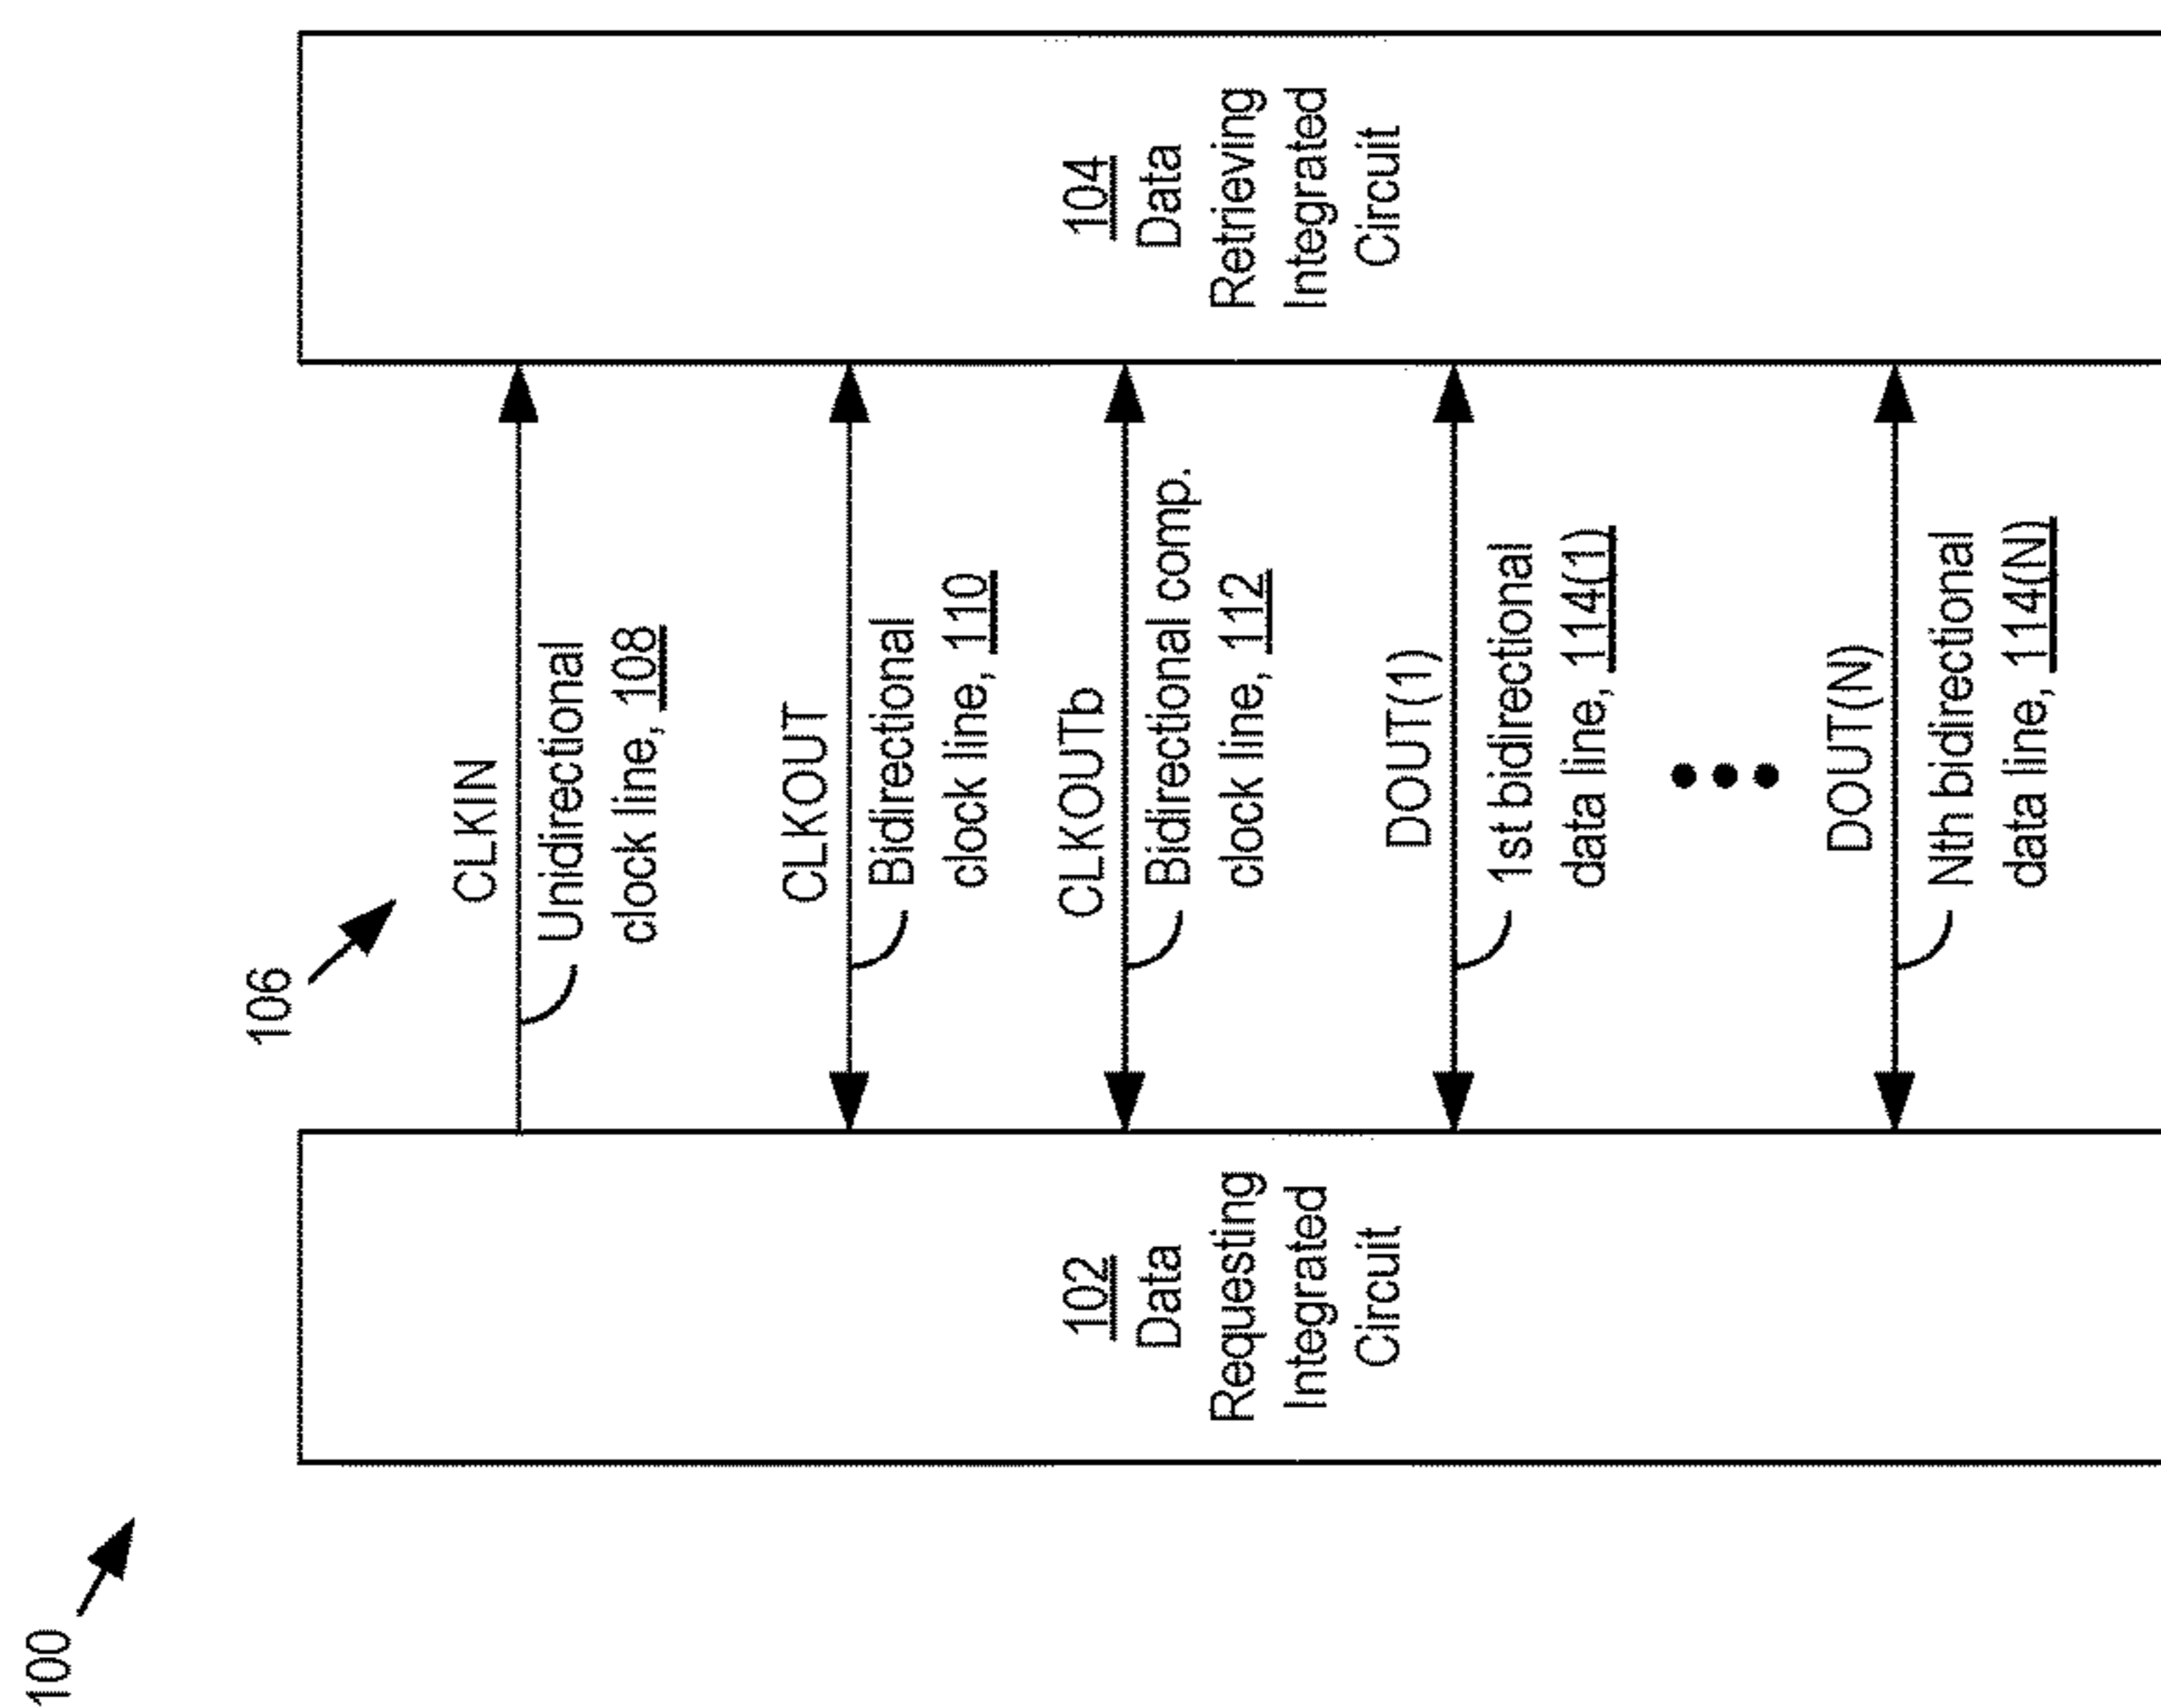 100
106
102
Data
Requesting
Integrated
Circuit
CLKIN
Unidirectional
clock line, 108
CLKOUT
Bidirectional
clock line, 110
CLKOUTb
Bidirectional comp.
clock line, 112
DOUT(1)
1st bidirectional
data line, 114(1)
DOUT(N)
Nth bidirectional
data line, 114(N)
104
Data
Retrieving
Integrated
Circuit